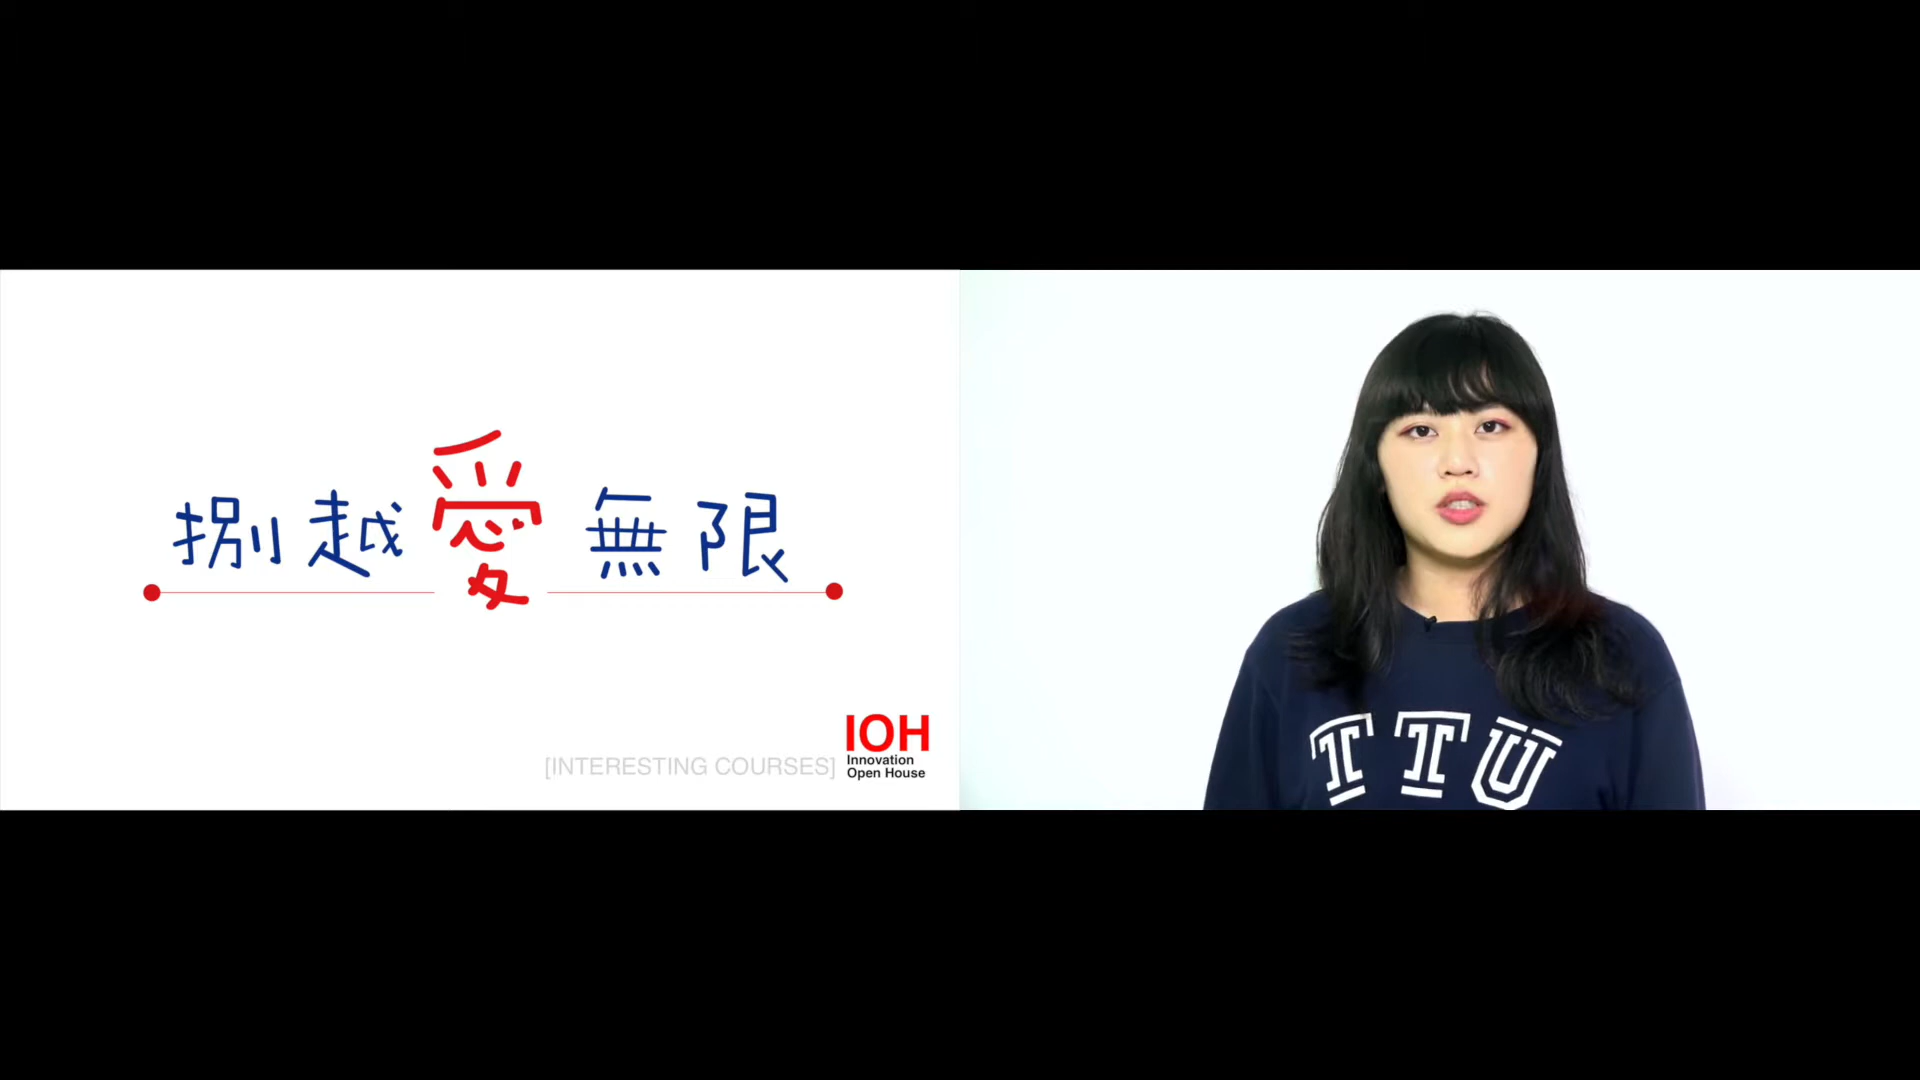 捌越愛無限
[INTERESTING COURSES]
IOH
Innovation
Open House
TTU